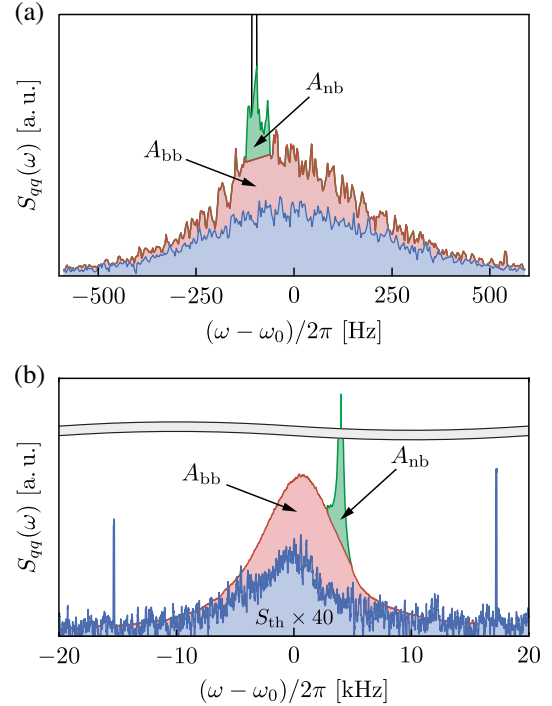 (a)
S_qq(ω) [a. u.]
A_nb
A_bb
−500 −250 0 250 500
(ω − ω_0)/2π [Hz]
(b)
S_qq(ω) [a. u.]
A_bb
A_nb
S_th × 40
−20 −10 0 10 20
(ω − ω_0)/2π [kHz]